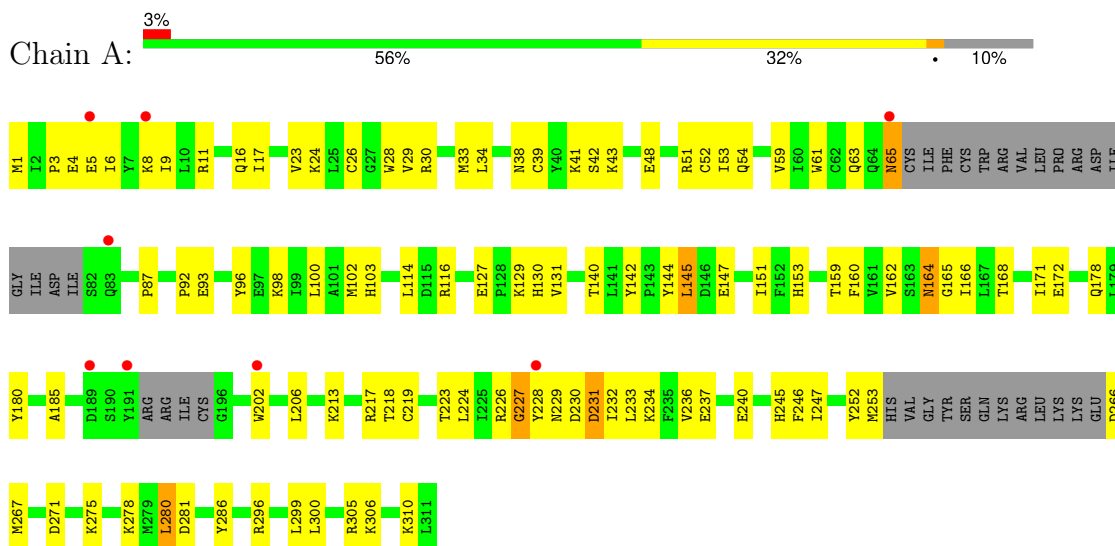 3%
Chain A:
56% 32% • 10%
M1 I2 P3 E4 E5 I6 Y7 K8 I9 L10 R11 Q16 I17 V23 K24 L25 C26 G27 W28 V29 R30 M33 L34 N38 C39 Y40 K41 S42 K43 E48 R51 C52 I53 Q54 V59 I60 W61 C62 Q63 Q64 N65 CYS ILE PHE CYS TRP ARG VAL LEU PRO ARG ASP ILE
GLY ILE ASP ILE S82 Q83 P87 P92 E93 Y96 E97 K98 I99 L100 A101 M102 H103 L114 D115 R116 E127 P128 K129 H130 V131 T140 L141 Y142 P143 Y144 L145 D146 E147 I151 F152 H153 T159 F160 V161 V162 S163 N164 G165 I166 L167 T168 I171 E172 Q178 L179
Y180 A185 D189 S190 Y191 ARG ARG ILE CYS G196 W202 L206 K213 R217 T218 C219 T223 L224 I225 R226 G227 Y228 N229 D230 D231 I232 L233 K234 F235 V236 E237 E240 H245 F246 I247 Y252 M253 HIS VAL GLY TYR SER GLN LYS ARG LEU LYS LYS GLU
M267 D271 K275 K278 M279 L280 D281 Y286 R296 L299 L300 R305 K306 K310 L311